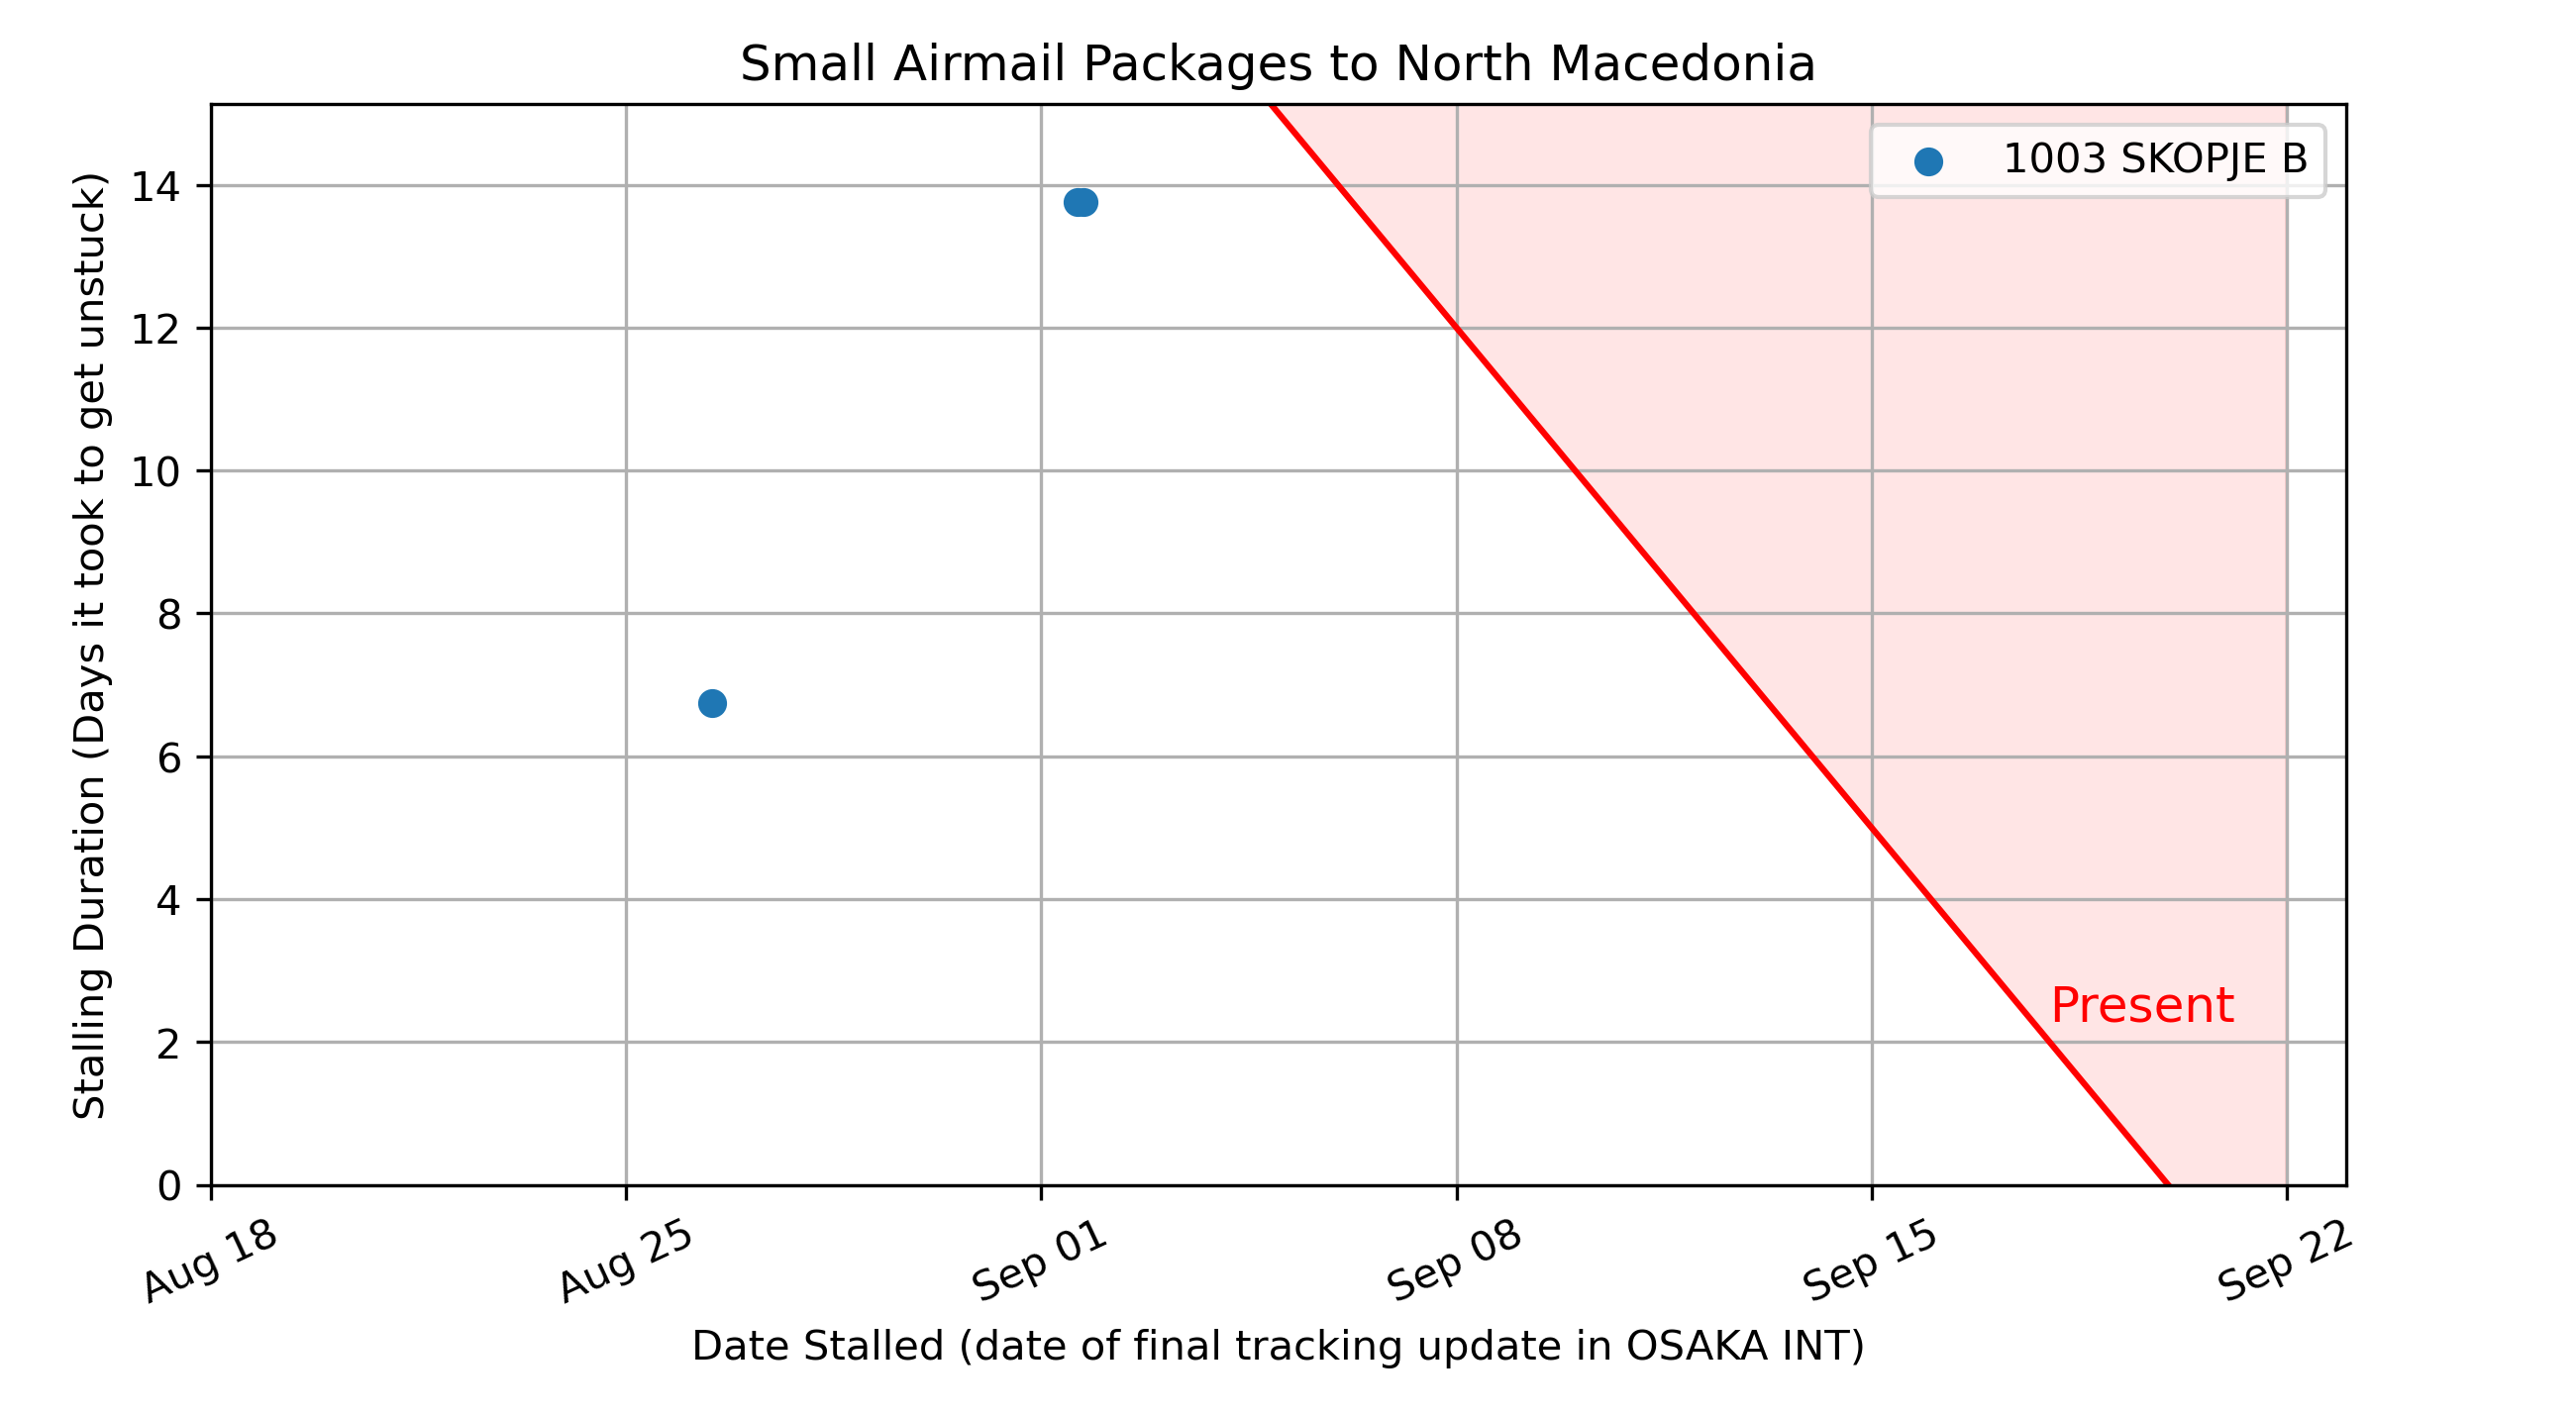 Small Airmail Packages to North Macedonia
1003 SKOPJE B
Stalling Duration (Days it took to get unstuck)
14
12
10
8
6
4
2
0
Present
Aug 18
Aug 25
Sep 01
Sep 08
Sep 15
Sep 22
Date Stalled (date of final tracking update in OSAKA INT)